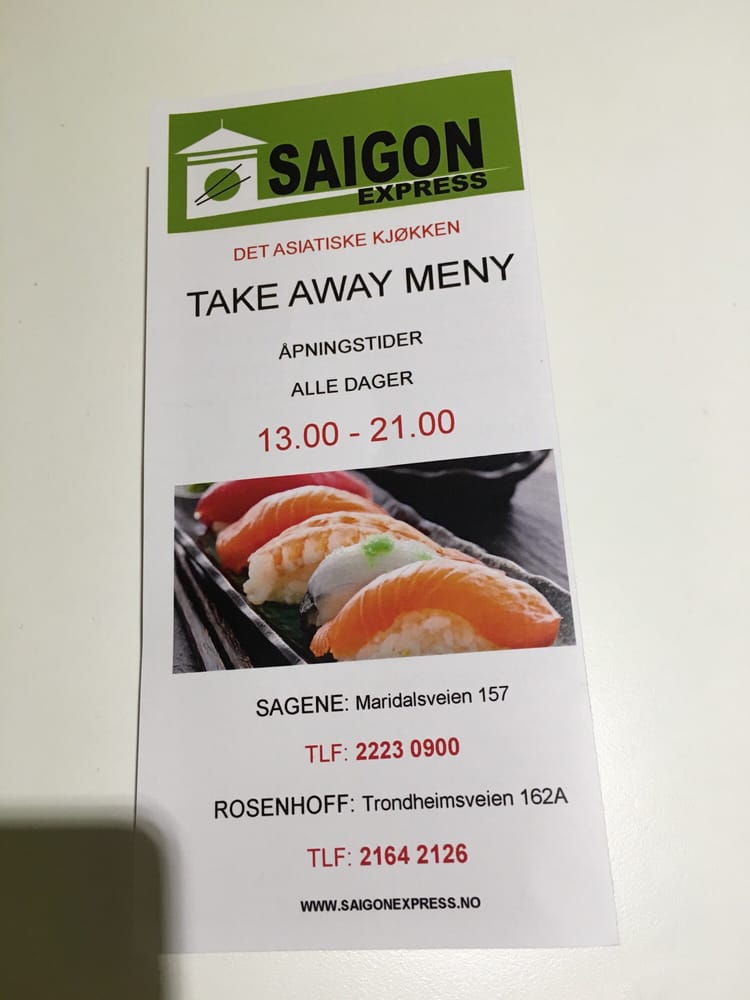 SAIGON
EXPRESS
DET ASIATISKE KJØKKEN
TAKE AWAY MENY
ÅPNINGSTIDER
ALLE DAGER
13.00 - 21.00
SAGENE: Maridalsveien 157
TLF: 2223 0900
ROSENHOFF: Trondheimsveien 162A
TLF: 2164 2126
WWW.SAIGONEXPRESS.NO